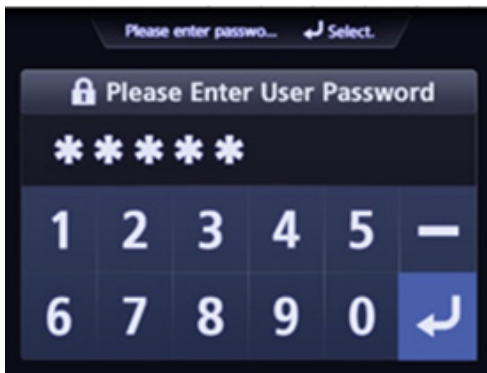 Please enter passwo... Select.
Please Enter User Password
*****
1 2 3 4 5 -
6 7 8 9 0